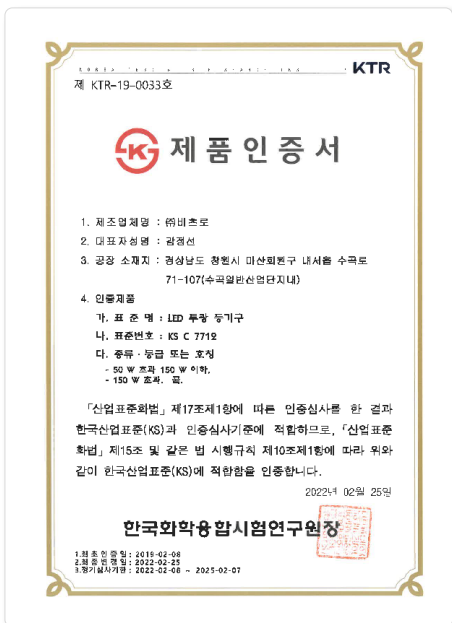 KTR
제 KTR-19-0033호
제품인증서
1. 제조업체명 : ㈜비츠로
2. 대표자성명 : 감정선
3. 공장 소재지 : 경상남도 창원시 마산회원구 내서읍 수곡로
71-107(수곡일반산업단지내)
4. 인증제품
가. 표 준 명 : LED 투광 등기구
나. 표준번호 : KS C 7712
다. 종류ㆍ등급 또는 호칭
- 50 W 초과 150 W 이하.
- 150 W 초과. 끝.
「산업표준화법」 제17조제1항에 따른 인증심사를 한 결과
한국산업표준(KS)과 인증심사기준에 적합하므로, 「산업표준
화법」 제15조 및 같은 법 시행규칙 제10조제1항에 따라 위와
같이 한국산업표준(KS)에 적합함을 인증합니다.
2022년 02월 25일
한국화학융합시험연구원장
1.최초인증일 : 2019-02-08
2.최종변경일 : 2022-02-25
3.정기심사기한 : 2022-02-08 ~ 2025-02-07